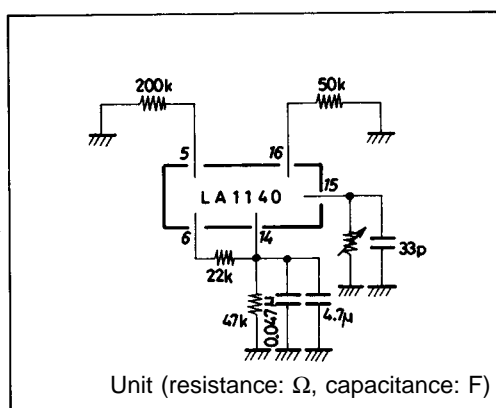 200k
50k
5
16
15
LA1140
6
14
22k
33p
47k
0.047μ
4.7μ
Unit (resistance: Ω, capacitance: F)